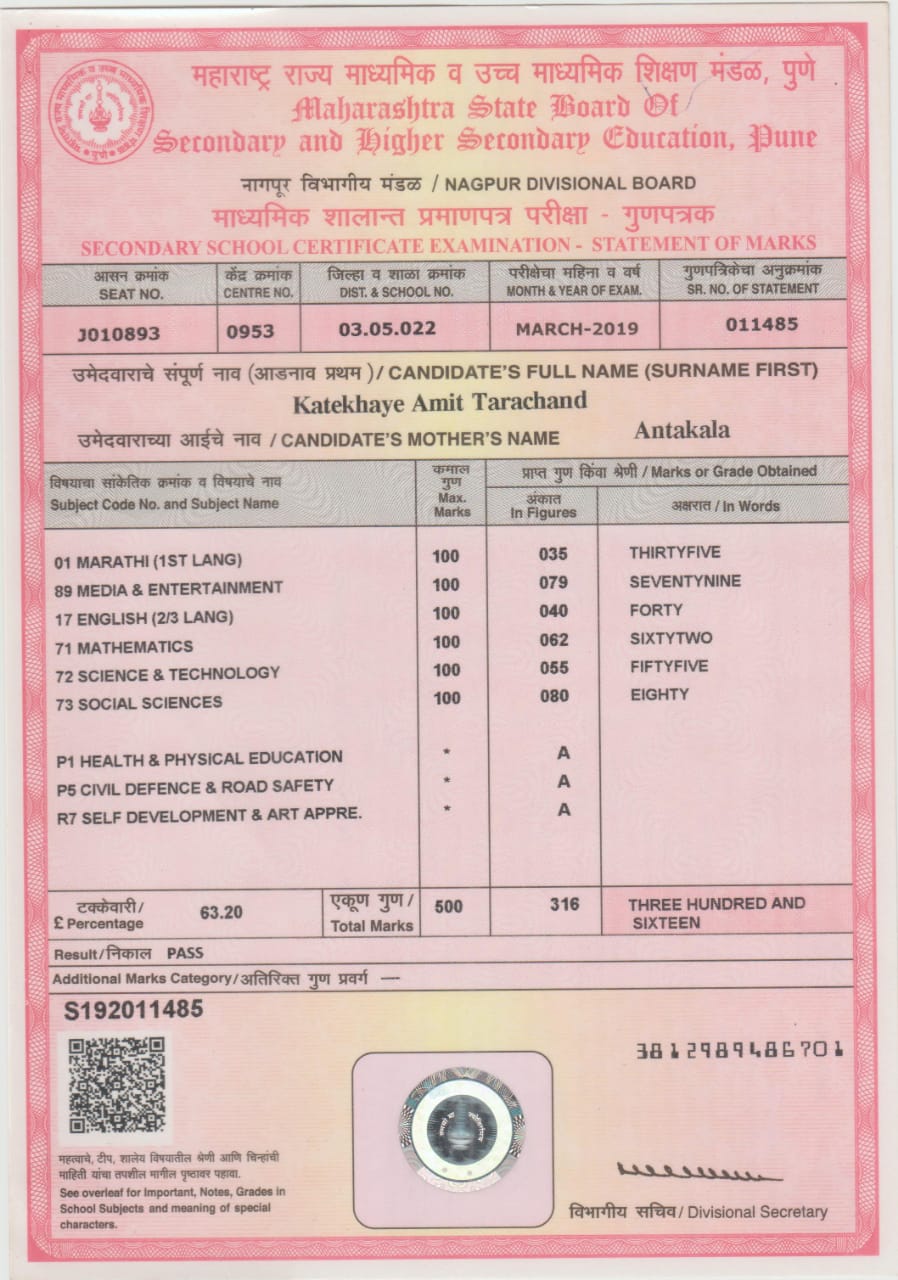 महाराष्ट्र राज्य माध्यमिक व उच्च माध्यमिक शिक्षण मंडळ, पुणे
Maharashtra State Board Of
Secondary and Higher Secondary Education, Pune
नागपूर विभागीय मंडळ / NAGPUR DIVISIONAL BOARD
माध्यमिक शालान्त प्रमाणपत्र परीक्षा - गुणपत्रक
SECONDARY SCHOOL CERTIFICATE EXAMINATION - STATEMENT OF MARKS
आसन क्रमांक केंद्र क्रमांक जिल्हा व शाळा क्रमांक परीक्षेचा महिना व वर्ष गुणपत्रिकेचा अनुक्रमांक
SEAT NO. CENTRE NO. DIST. & SCHOOL NO. MONTH & YEAR OF EXAM. SR. NO. OF STATEMENT
J010893 0953 03.05.022 MARCH-2019 011485
उमेदवाराचे संपूर्ण नाव (आडनाव प्रथम )/ CANDIDATE'S FULL NAME (SURNAME FIRST)
Katekhaye Amit Tarachand
उमेदवाराच्या आईचे नाव / CANDIDATE'S MOTHER'S NAME Antakala
विषयाचा सांकेतिक क्रमांक व विषयाचे नाव
Subject Code No. and Subject Name
कमाल
गुण
Max.
Marks
प्राप्त गुण किंवा श्रेणी / Marks or Grade Obtained
अंकात
In Figures
अक्षरात / In Words
01 MARATHI (1ST LANG) 100 035 THIRTYFIVE
89 MEDIA & ENTERTAINMENT 100 079 SEVENTYNINE
17 ENGLISH (2/3 LANG) 100 040 FORTY
71 MATHEMATICS 100 062 SIXTYTWO
72 SCIENCE & TECHNOLOGY 100 055 FIFTYFIVE
73 SOCIAL SCIENCES 100 080 EIGHTY
P1 HEALTH & PHYSICAL EDUCATION * A
P5 CIVIL DEFENCE & ROAD SAFETY * A
R7 SELF DEVELOPMENT & ART APPRE. * A
टक्केवारी/
£ Percentage
63.20
एकूण गुण /
Total Marks
500 316 THREE HUNDRED AND
SIXTEEN
Result/निकाल PASS
Additional Marks Category/अतिरिक्त गुण प्रवर्ग —
S192011485
3812989486701
महत्वाचे, टीप, शालेय विषयातील श्रेणी आणि चिन्हांची
माहिती यांचा तपशील मागील पृष्ठावर पहावा.
See overleaf for Important, Notes, Grades in
School Subjects and meaning of special
characters.
विभागीय सचिव/ Divisional Secretary